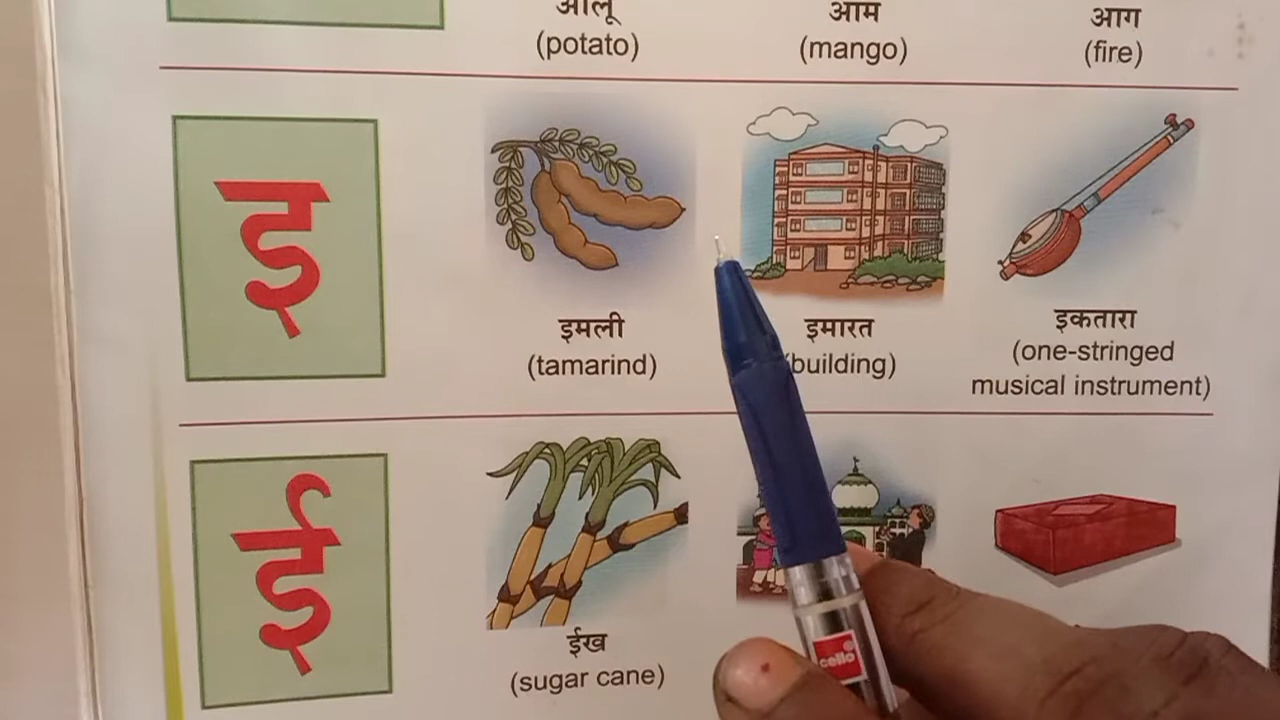 आलू आम आग
(potato) (mango) (fire)
इ
इमली इमारत इकतारा
(tamarind) (building) (one-stringed
musical instrument)
ई
ईख
(sugar cane)
cello